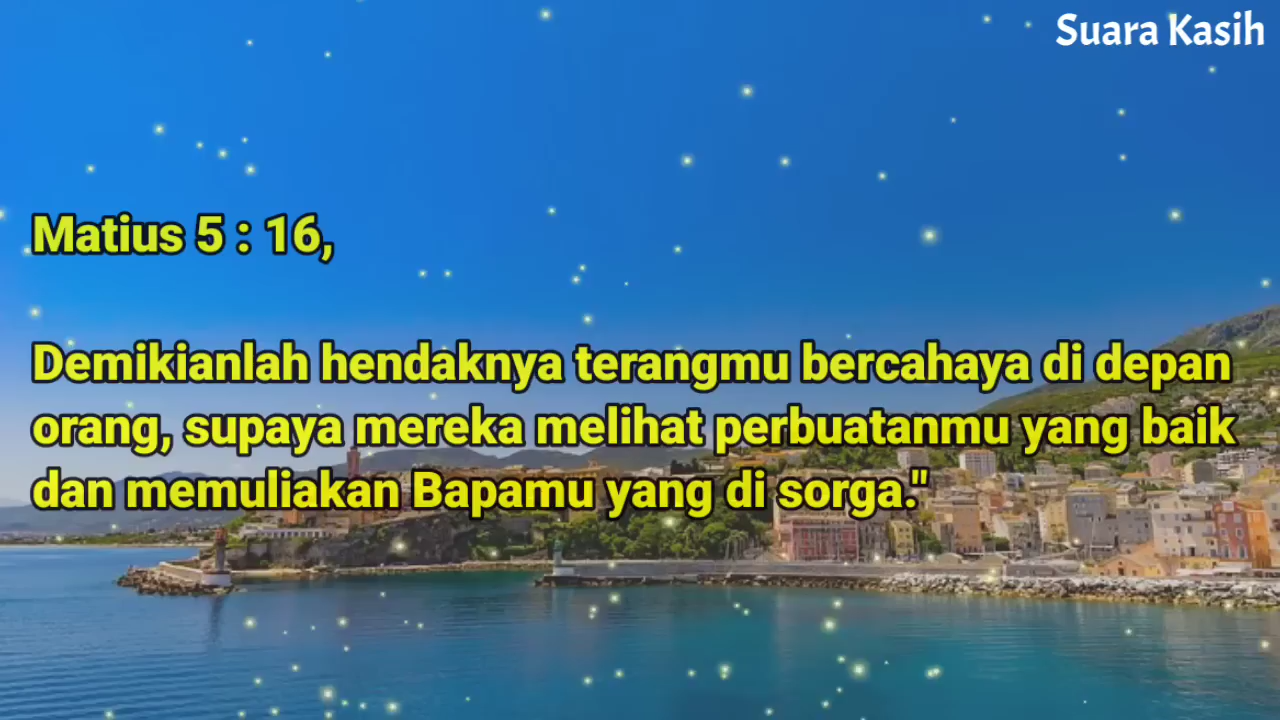 Suara Kasih
Matius 5 : 16,
Demikianlah hendaknya terangmu bercahaya di depan
orang, supaya mereka melihat perbuatanmu yang baik
dan memuliakan Bapamu yang di sorga."